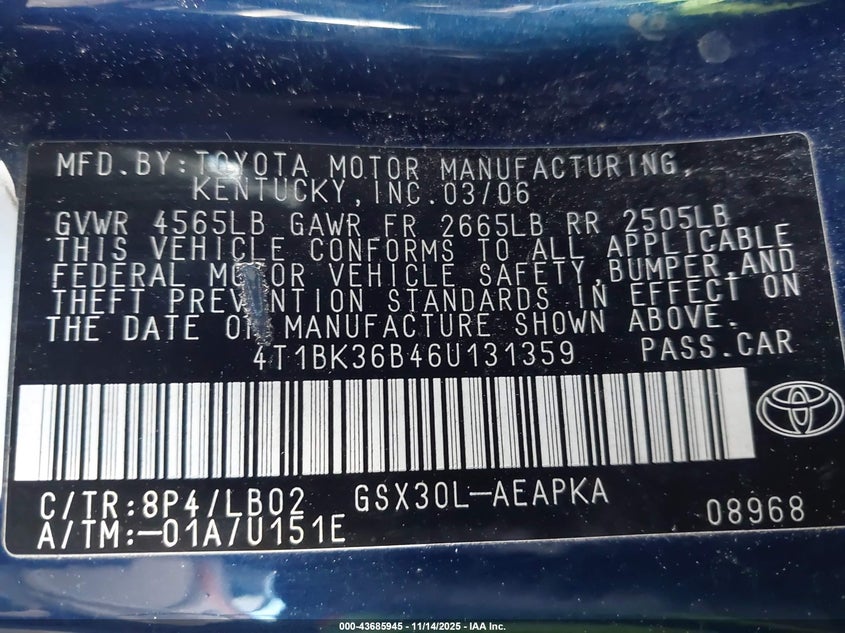 MFD.BY:TOYOTA MOTOR MANUFACTURING,
KENTUCKY,INC.03/06
GVWR 4565LB GAWR FR 2665LB RR 2505LB
THIS VEHICLE CONFORMS TO ALL APPLICABLE
FEDERAL MOTOR VEHICLE SAFETY,BUMPER,AND
THEFT PREVENTION STANDARDS IN EFFECT ON
THE DATE OF MANUFACTURE SHOWN ABOVE.
4T1BK36B46U131359 PASS.CAR
C/TR:8P4/LB02 GSX30L-AEAPKA
A/TM:-01A/U151E 08968
000-43685945 - 11/14/2025 - IAA Inc.